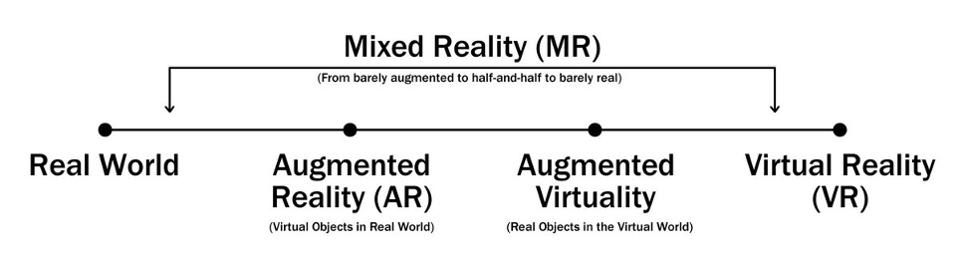 Mixed Reality (MR)
(From barely augmented to half-and-half to barely real)
Real World
Augmented
Reality (AR)
(Virtual Objects in Real World)
Augmented
Virtuality
(Real Objects in the Virtual World)
Virtual Reality
(VR)